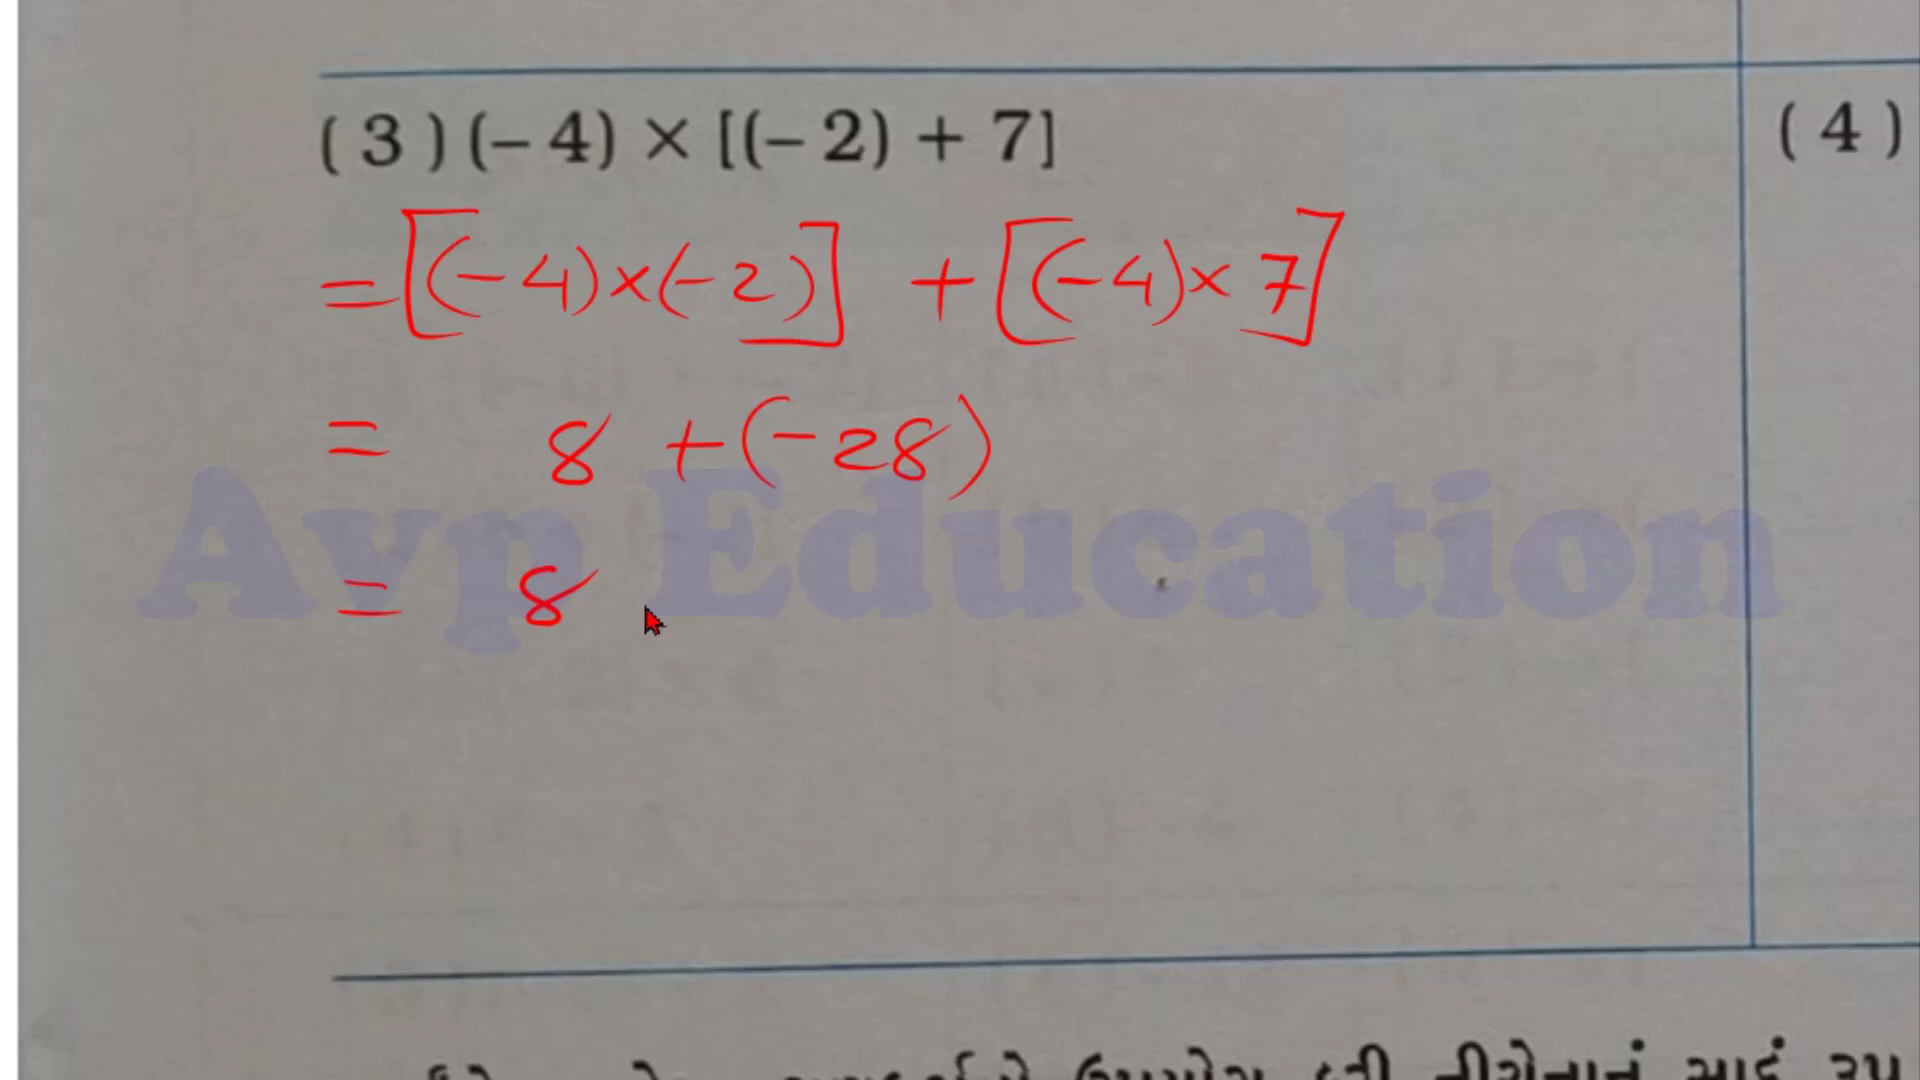 ( 3 ) (– 4) × [(– 2) + 7]
( 4 )
= [(-4)×(-2)] + [(-4)× 7]
= 8 + (-28)
Avp Education
= 8